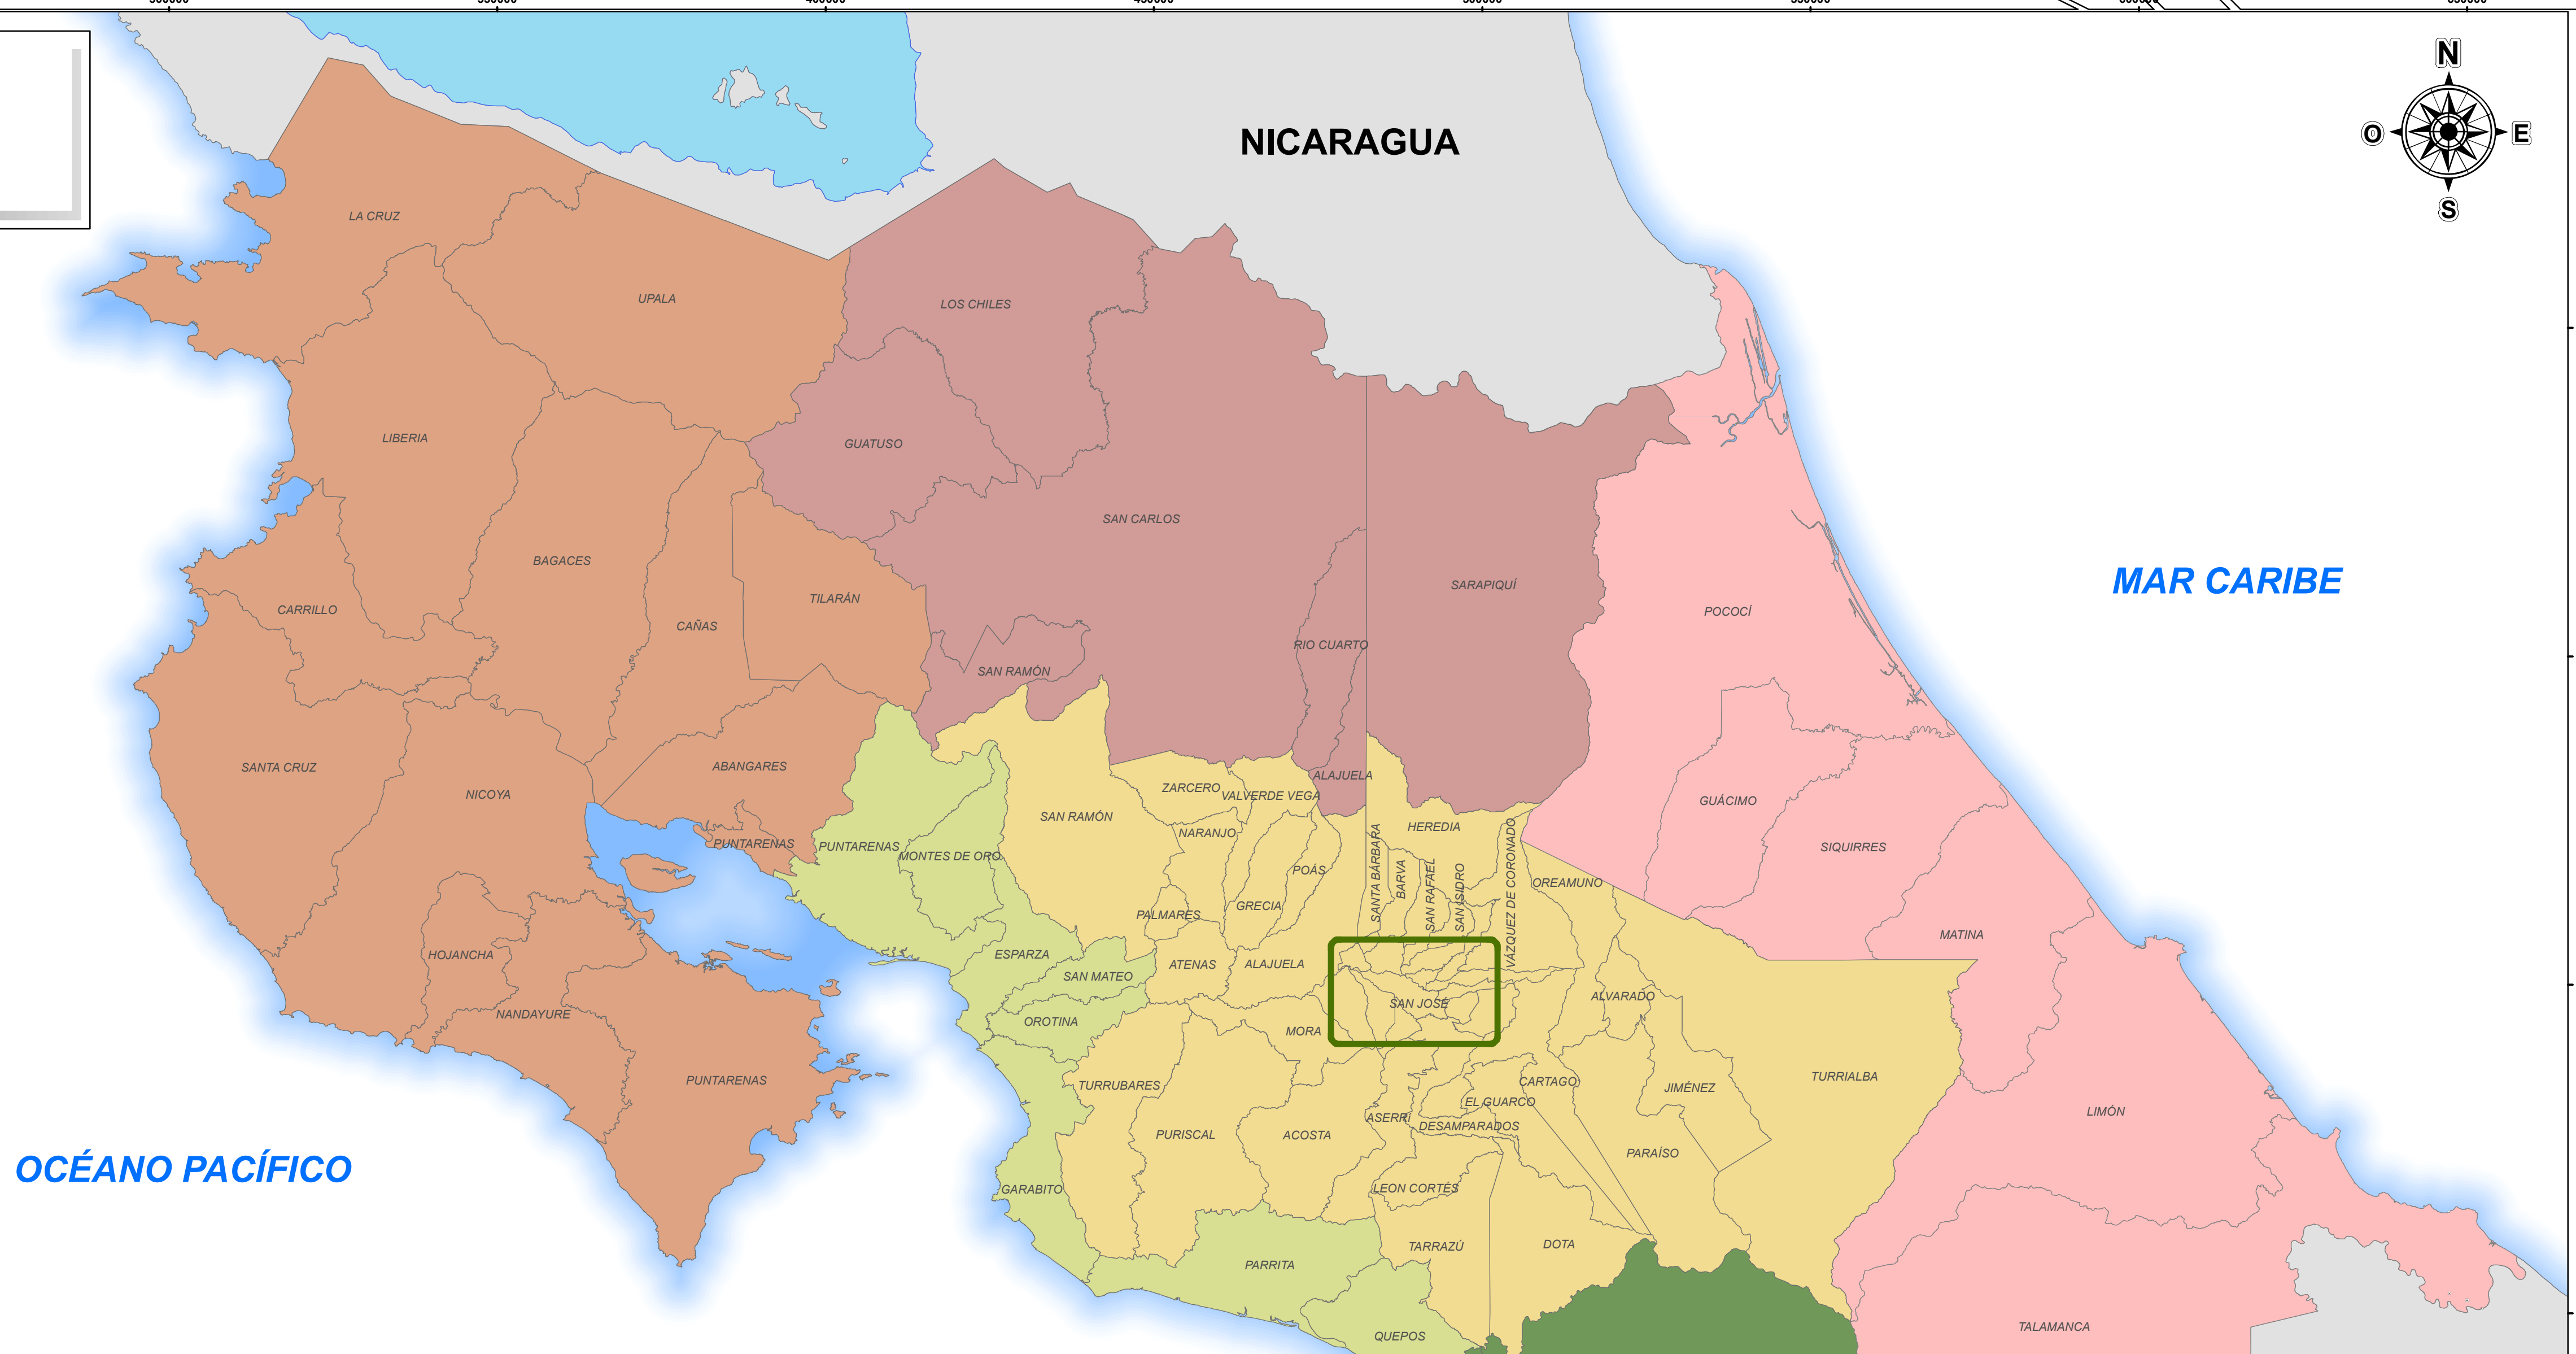 N
NICARAGUA
O
E
S
LA CRUZ
UPALA
LOS CHILES
LIBERIA
GUATUSO
SAN CARLOS
BAGACES
SARAPIQUÍ
MAR CARIBE
TILARÁN
CARRILLO
POCOCÍ
CAÑAS
RIO CUARTO
SAN RAMÓN
SANTA CRUZ
ABANGARES
ALAJUELA
ZARCERO
NICOYA
VALVERDE VEGA
GUÁCIMO
SAN RAMÓN
HEREDIA
NARANJO
PUNTARENAS
PUNTARENAS
SIQUIRRES
MONTES DE ORO
POÁS
SANTA BÁRBARA
BARVA
SAN RAFAEL
SAN ISIDRO
VÁZQUEZ DE CORONADO
OREAMUNO
GRECIA
PALMARES
MATINA
HOJANCHA
ESPARZA
ATENAS
ALAJUELA
SAN MATEO
ALVARADO
SAN JOSÉ
NANDAYURE
OROTINA
MORA
TURRIALBA
PUNTARENAS
CARTAGO
TURRUBARES
JIMÉNEZ
EL GUARCO
LIMÓN
ASERRÍ
DESAMPARADOS
PURISCAL
ACOSTA
PARAÍSO
OCÉANO PACÍFICO
GARABITO
LEON CORTÉS
TARRAZÚ
DOTA
PARRITA
TALAMANCA
QUEPOS